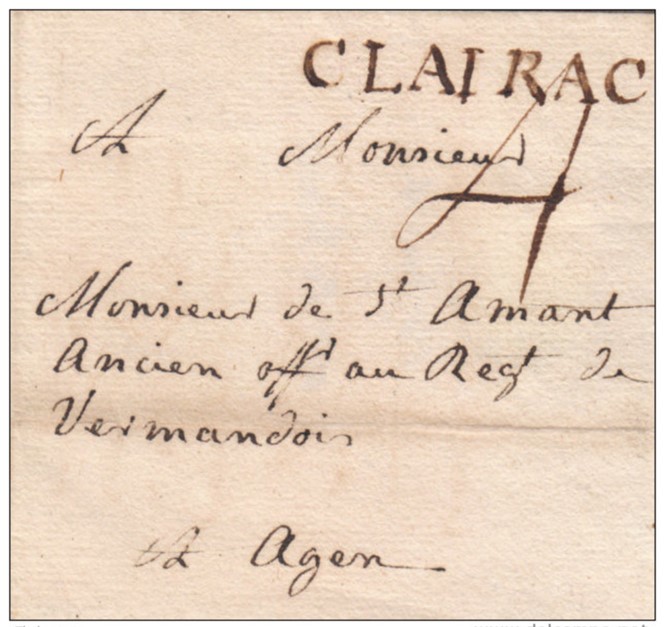 CLAIRAC
A Monsieur
4
Monsieur de St Amant
Ancien offr au Regt de
Vermandois
A Agen